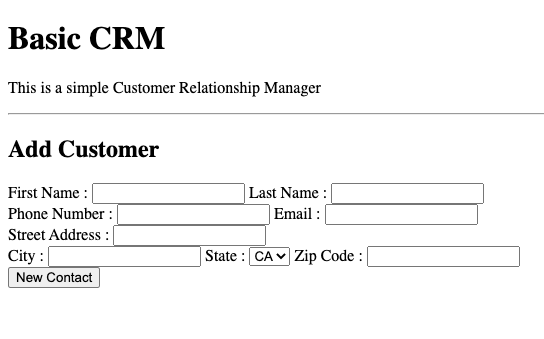 Basic CRM
This is a simple Customer Relationship Manager
Add Customer
First Name : Last Name :
Phone Number : Email :
Street Address :
City : State : CA Zip Code :
New Contact